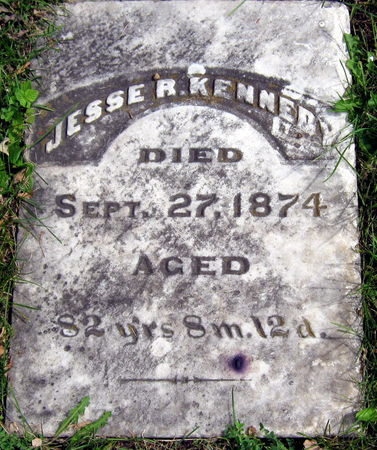 JESSE R. KENNEDY
DIED
SEPT. 27, 1874
AGED
82 yrs 8 m. 12 d.